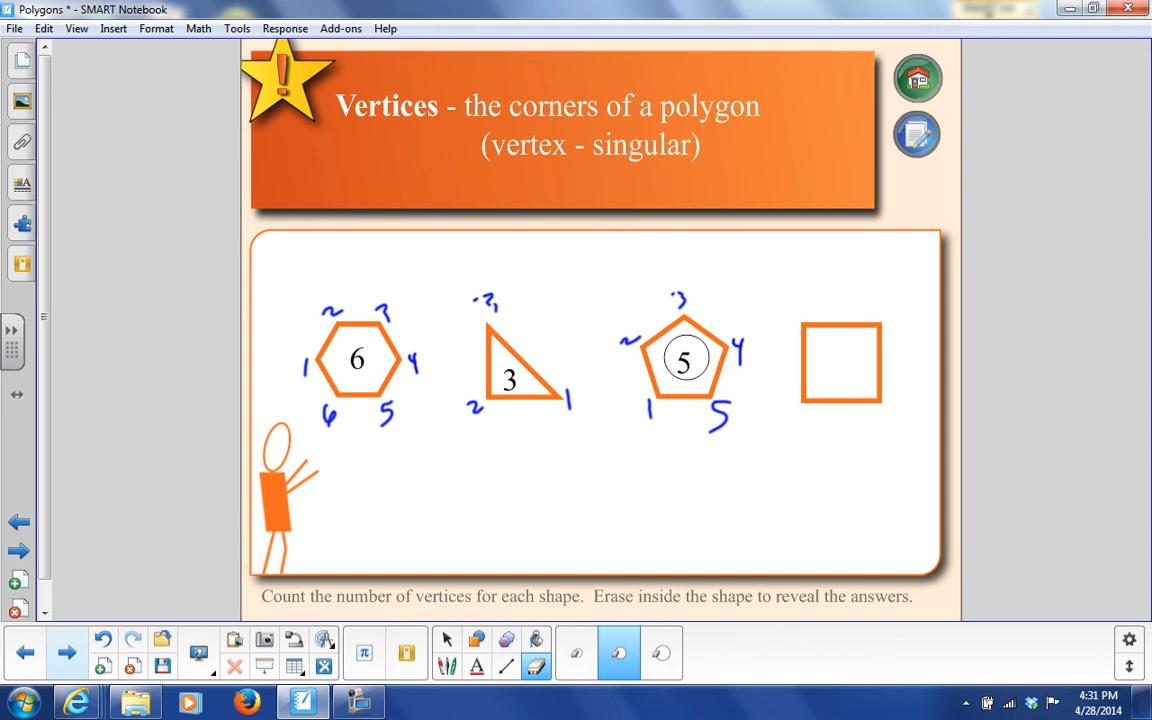 Polygons * - SMART Notebook
File Edit View Insert Format Math Tools Response Add-ons Help
!
Vertices - the corners of a polygon
(vertex - singular)
2 3 3 3
6 2 4 5
1 4 3
6 5 2 1 1 5
Count the number of vertices for each shape. Erase inside the shape to reveal the answers.
π
A
4:31 PM
4/28/2014